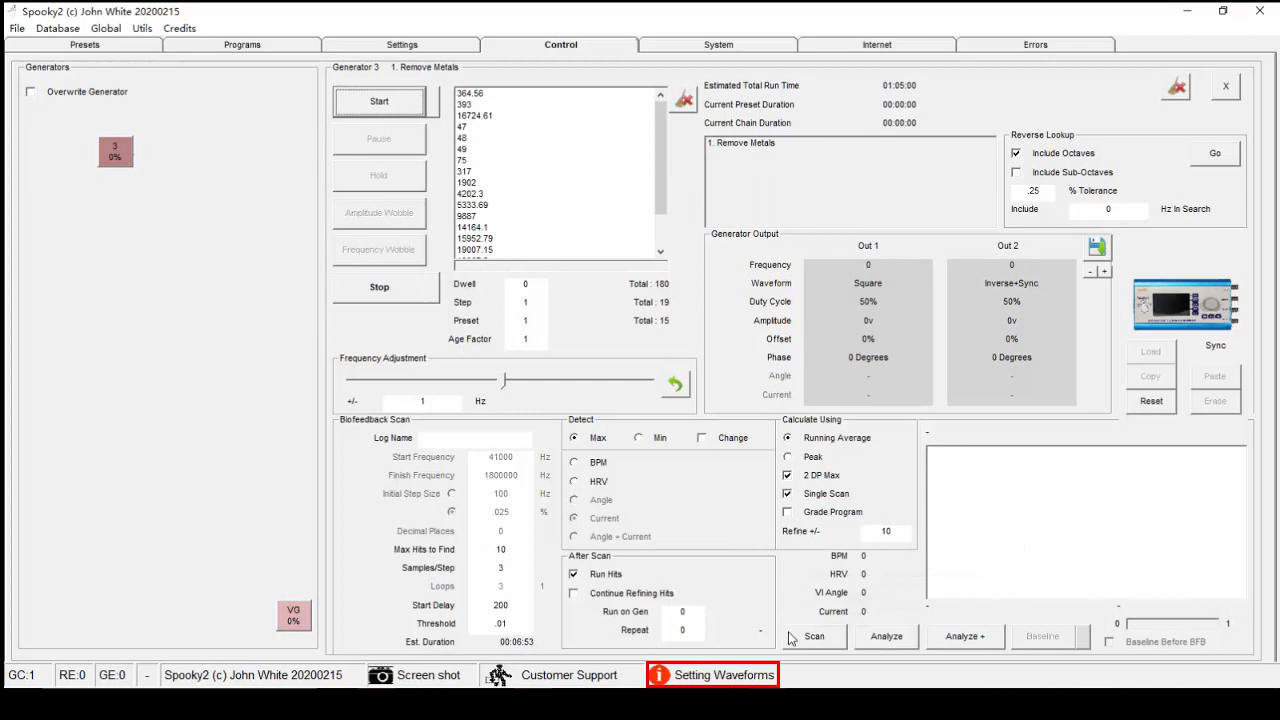 Spooky2 (c) John White 20200215
File Database Global Utils Credits
Presets Programs Settings Control System Internet Errors
Generators
Overwrite Generator
3
0%
VG
0%
Generator 3 1. Remove Metals
Start
Pause
Hold
Amplitude Wobble
Frequency Wobble
Stop
364.56
393
16724.61
47
48
49
75
317
1902
4202.3
5333.69
9887
14164.1
15952.79
19007.15
Dwell 0 Total : 180
Step 1 Total : 19
Preset 1 Total : 15
Age Factor 1
Frequency Adjustment
+/- 1 Hz
Estimated Total Run Time 01:05:00
Current Preset Duration 00:00:00
Current Chain Duration 00:00:00
X
1. Remove Metals
Reverse Lookup
Include Octaves Go
Include Sub-Octaves
.25 % Tolerance
Include 0 Hz In Search
Generator Output
Out 1 Out 2
Frequency 0 0
Waveform Square Inverse+Sync
Duty Cycle 50% 50%
Amplitude 0v 0v
Offset 0% 0%
Phase 0 Degrees 0 Degrees
Angle - -
Current - -
- +
Sync
Load
Copy Paste
Reset Erase
Biofeedback Scan
Log Name
Start Frequency 41000 Hz
Finish Frequency 1800000 Hz
Initial Step Size 100 Hz
.025 %
Decimal Places 0
Max Hits to Find 10
Samples/Step 3
Loops 3 1
Start Delay 200
Threshold .01
Est. Duration 00:06:53
Detect
Max Min Change
BPM
HRV
Angle
Current
Angle + Current
After Scan
Run Hits
Continue Refining Hits
Run on Gen 0
Repeat 0 -
Calculate Using
Running Average
Peak
2 DP Max
Single Scan
Grade Program
Refine +/- 10
BPM 0
HRV 0
VI Angle 0
Current 0
Scan Analyze Analyze + Baseline
-
- -
0 1
Baseline Before BFB
GC:1 RE:0 GE:0 - Spooky2 (c) John White 20200215 Screen shot Customer Support Setting Waveforms